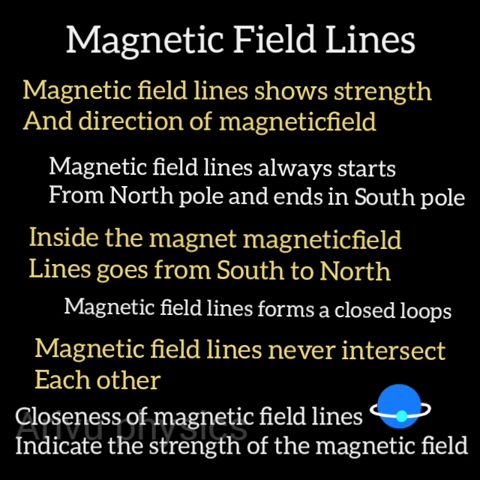 Magnetic Field Lines
Magnetic field lines shows strength
And direction of magneticfield
Magnetic field lines always starts
From North pole and ends in South pole
Inside the magnet magneticfield
Lines goes from South to North
Magnetic field lines forms a closed loops
Magnetic field lines never intersect
Each other
Closeness of magnetic field lines
physics
Indicate the strength of the magnetic field